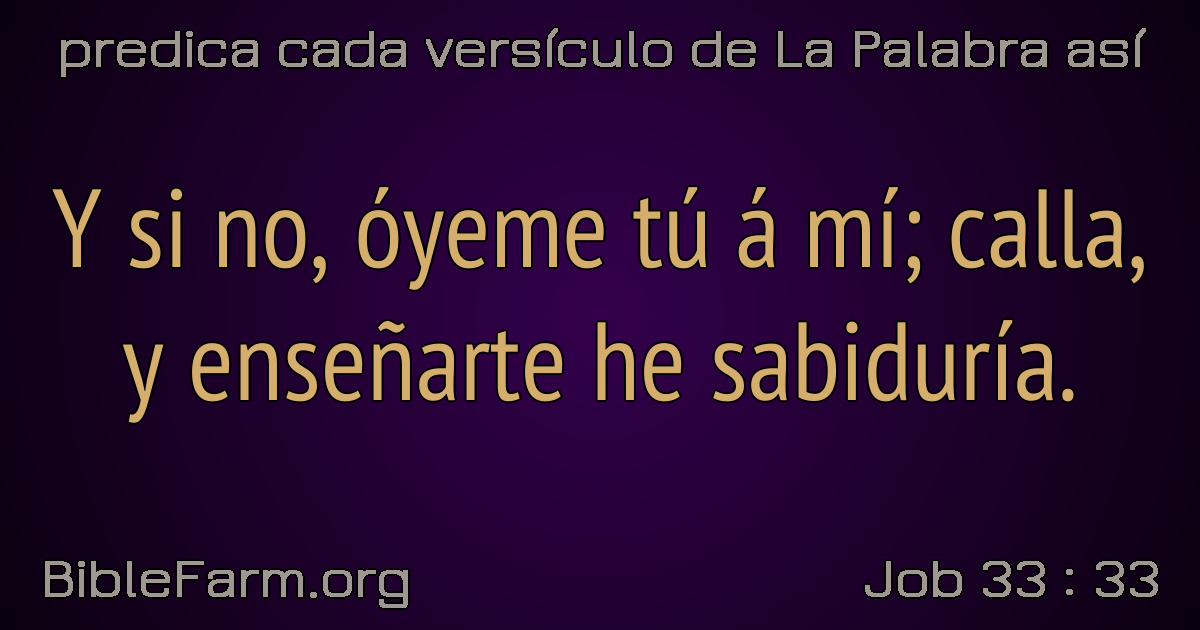 predica cada versículo de La Palabra así
Y si no, óyeme tú á mí; calla,
y enseñarte he sabiduría.
BibleFarm.org
Job 33 : 33